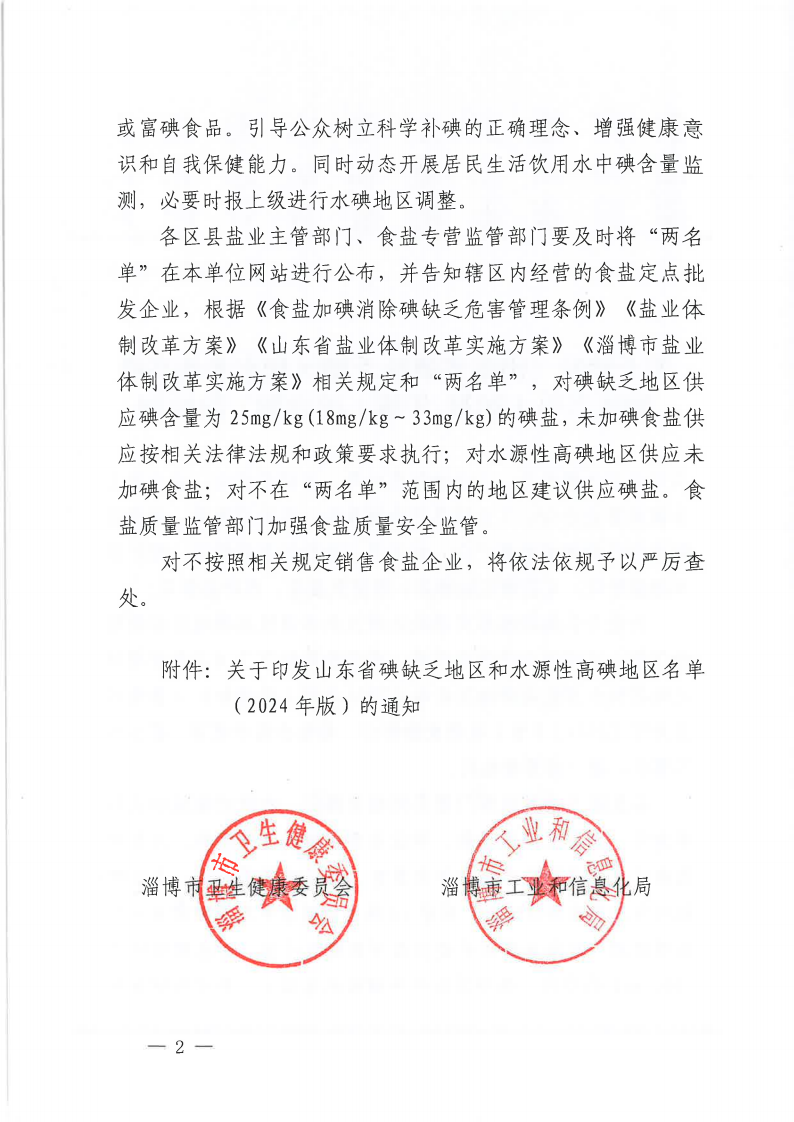 或富碘食品。引导公众树立科学补碘的正确理念、增强健康意
识和自我保健能力。同时动态开展居民生活饮用水中碘含量监
测，必要时报上级进行水碘地区调整。
各区县盐业主管部门、食盐专营监管部门要及时将“两名
单”在本单位网站进行公布，并告知辖区内经营的食盐定点批
发企业，根据《食盐加碘消除碘缺乏危害管理条例》《盐业体
制改革方案》《山东省盐业体制改革实施方案》《淄博市盐业
体制改革实施方案》相关规定和“两名单”，对碘缺乏地区供
应碘含量为 25mg/kg(18mg/kg～33mg/kg)的碘盐，未加碘食盐供
应按相关法律法规和政策要求执行；对水源性高碘地区供应未
加碘食盐；对不在“两名单”范围内的地区建议供应碘盐。食
盐质量监管部门加强食盐质量安全监管。
对不按照相关规定销售食盐企业，将依法依规予以严厉查
处。
附件：关于印发山东省碘缺乏地区和水源性高碘地区名单
（2024 年版）的通知
淄博市卫生健康委员会
淄博市工业和信息化局
淄博市卫生健康委员会
淄博市工业和信息化局
— 2 —